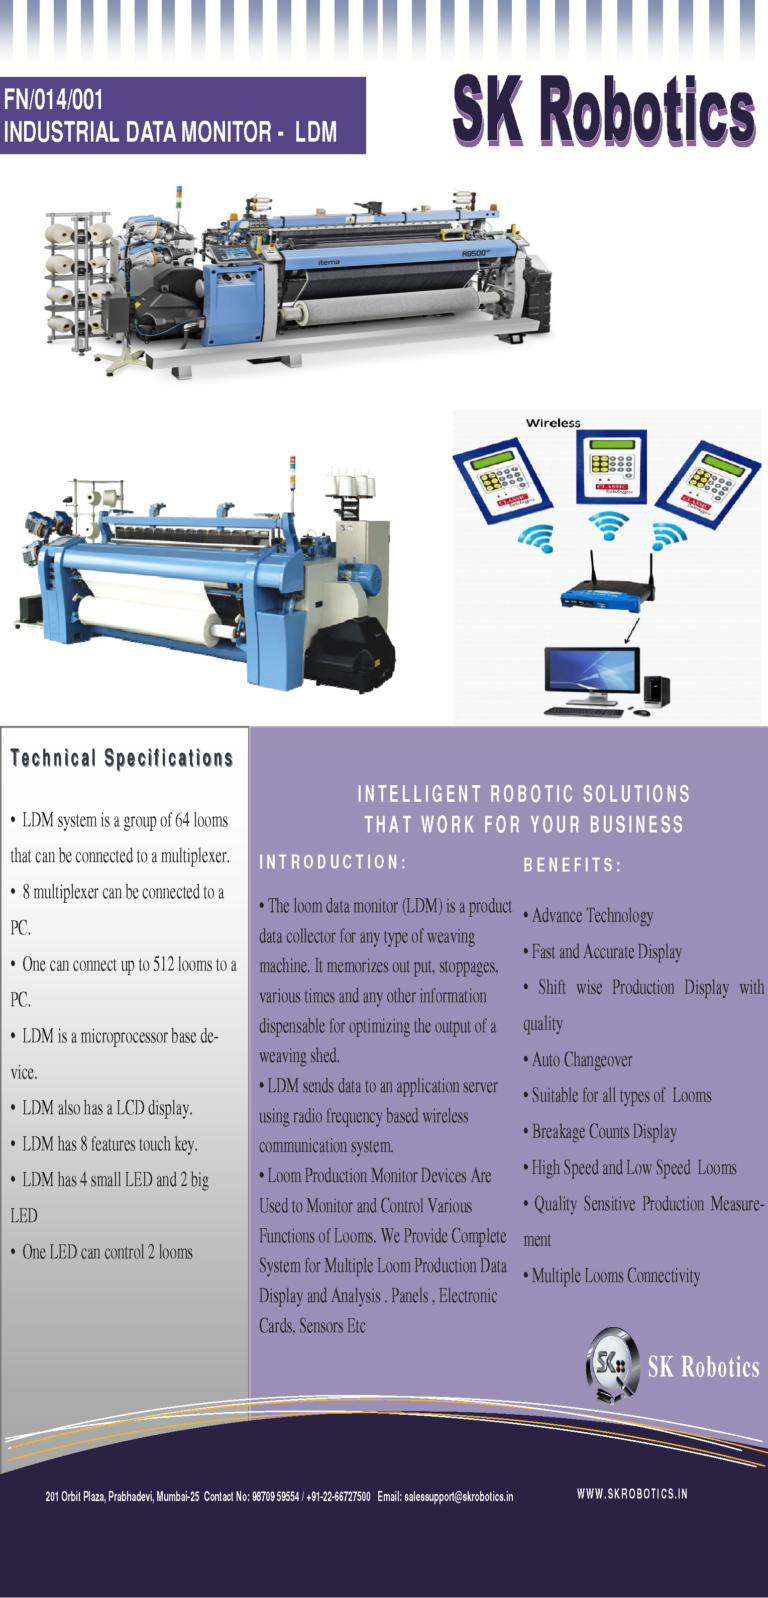 FN/014/001
INDUSTRIAL DATA MONITOR - LDM
SK Robotics
itema
R9500
Wireless
CLASSIC
CLASSIC
CLASSIC
Technical Specifications
• LDM system is a group of 64 looms
that can be connected to a multiplexer.
• 8 multiplexer can be connected to a
PC.
• One can connect up to 512 looms to a
PC.
• LDM is a microprocessor base de-
vice.
• LDM also has a LCD display.
• LDM has 8 features touch key.
• LDM has 4 small LED and 2 big
LED
• One LED can control 2 looms
INTELLIGENT ROBOTIC SOLUTIONS
THAT WORK FOR YOUR BUSINESS
INTRODUCTION:
• The loom data monitor (LDM) is a product
data collector for any type of weaving
machine. It memorizes out put, stoppages,
various times and any other information
dispensable for optimizing the output of a
weaving shed.
• LDM sends data to an application server
using radio frequency based wireless
communication system.
• Loom Production Monitor Devices Are
Used to Monitor and Control Various
Functions of Looms. We Provide Complete
System for Multiple Loom Production Data
Display and Analysis . Panels , Electronic
Cards, Sensors Etc
BENEFITS:
• Advance Technology
• Fast and Accurate Display
• Shift wise Production Display with
quality
• Auto Changeover
• Suitable for all types of Looms
• Breakage Counts Display
• High Speed and Low Speed Looms
• Quality Sensitive Production Measure-
ment
• Multiple Looms Connectivity
SK
SK Robotics
201 Orbit Plaza, Prabhadevi, Mumbai-25 Contact No: 98709 59554 / +91-22-66727500 Email: salessupport@skrobotics.in
WWW.SKROBOTICS.IN